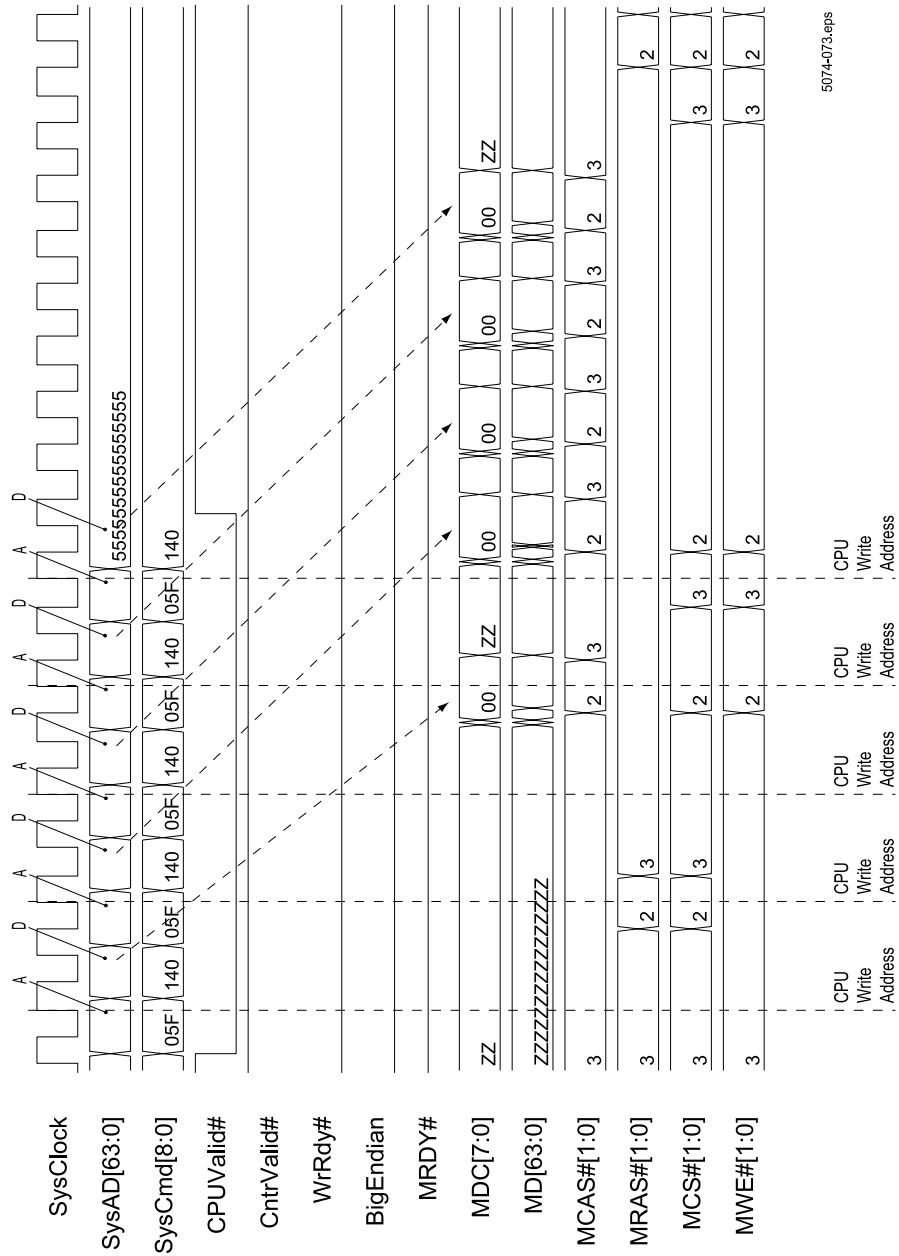 A D A D A D A D A D
SysClock
SysAD[63:0] 5555555555555555
SysCmd[8:0] 05F 140 05F 140 05F 140 05F 140 05F 140
CPUValid#
CntrValid#
WrRdy#
BigEndian
MRDY#
MDC[7:0] ZZ 00 ZZ 00 00 00 00 ZZ
MD[63:0] ZZZZZZZZZZZZZZZZ
MCAS#[1:0] 3 2 3 2 3 2 3 2 3 2 3
MRAS#[1:0] 3 2 3 2
MCS#[1:0] 3 2 3 2 3 2 3 2
MWE#[1:0] 3 2 3 2 3 2
5074-073.eps
CPU
Write
Address
CPU
Write
Address
CPU
Write
Address
CPU
Write
Address
CPU
Write
Address